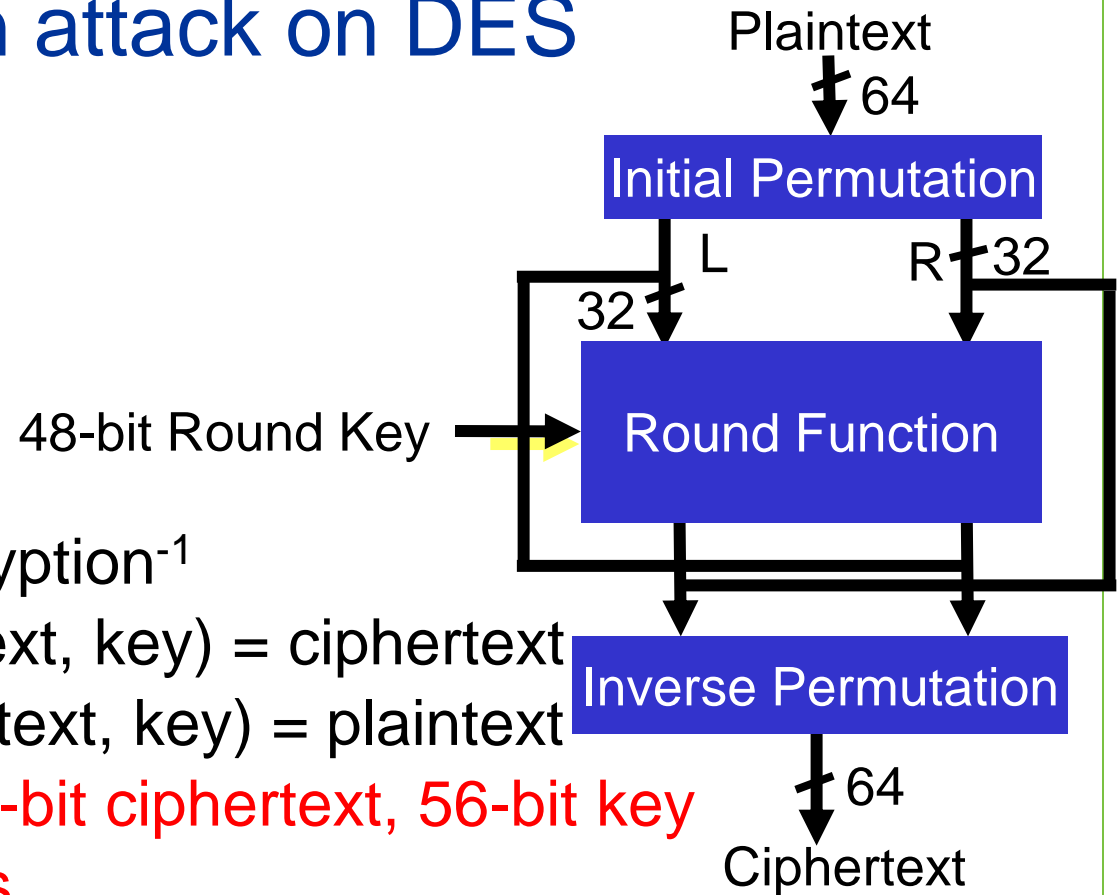 attack on DES
Plaintext
64
Initial Permutation
L
R
32
32
48-bit Round Key
Round Function
yption-1
ext, key) = ciphertext
text, key) = plaintext
Inverse Permutation
-bit ciphertext, 56-bit key
64
Ciphertext